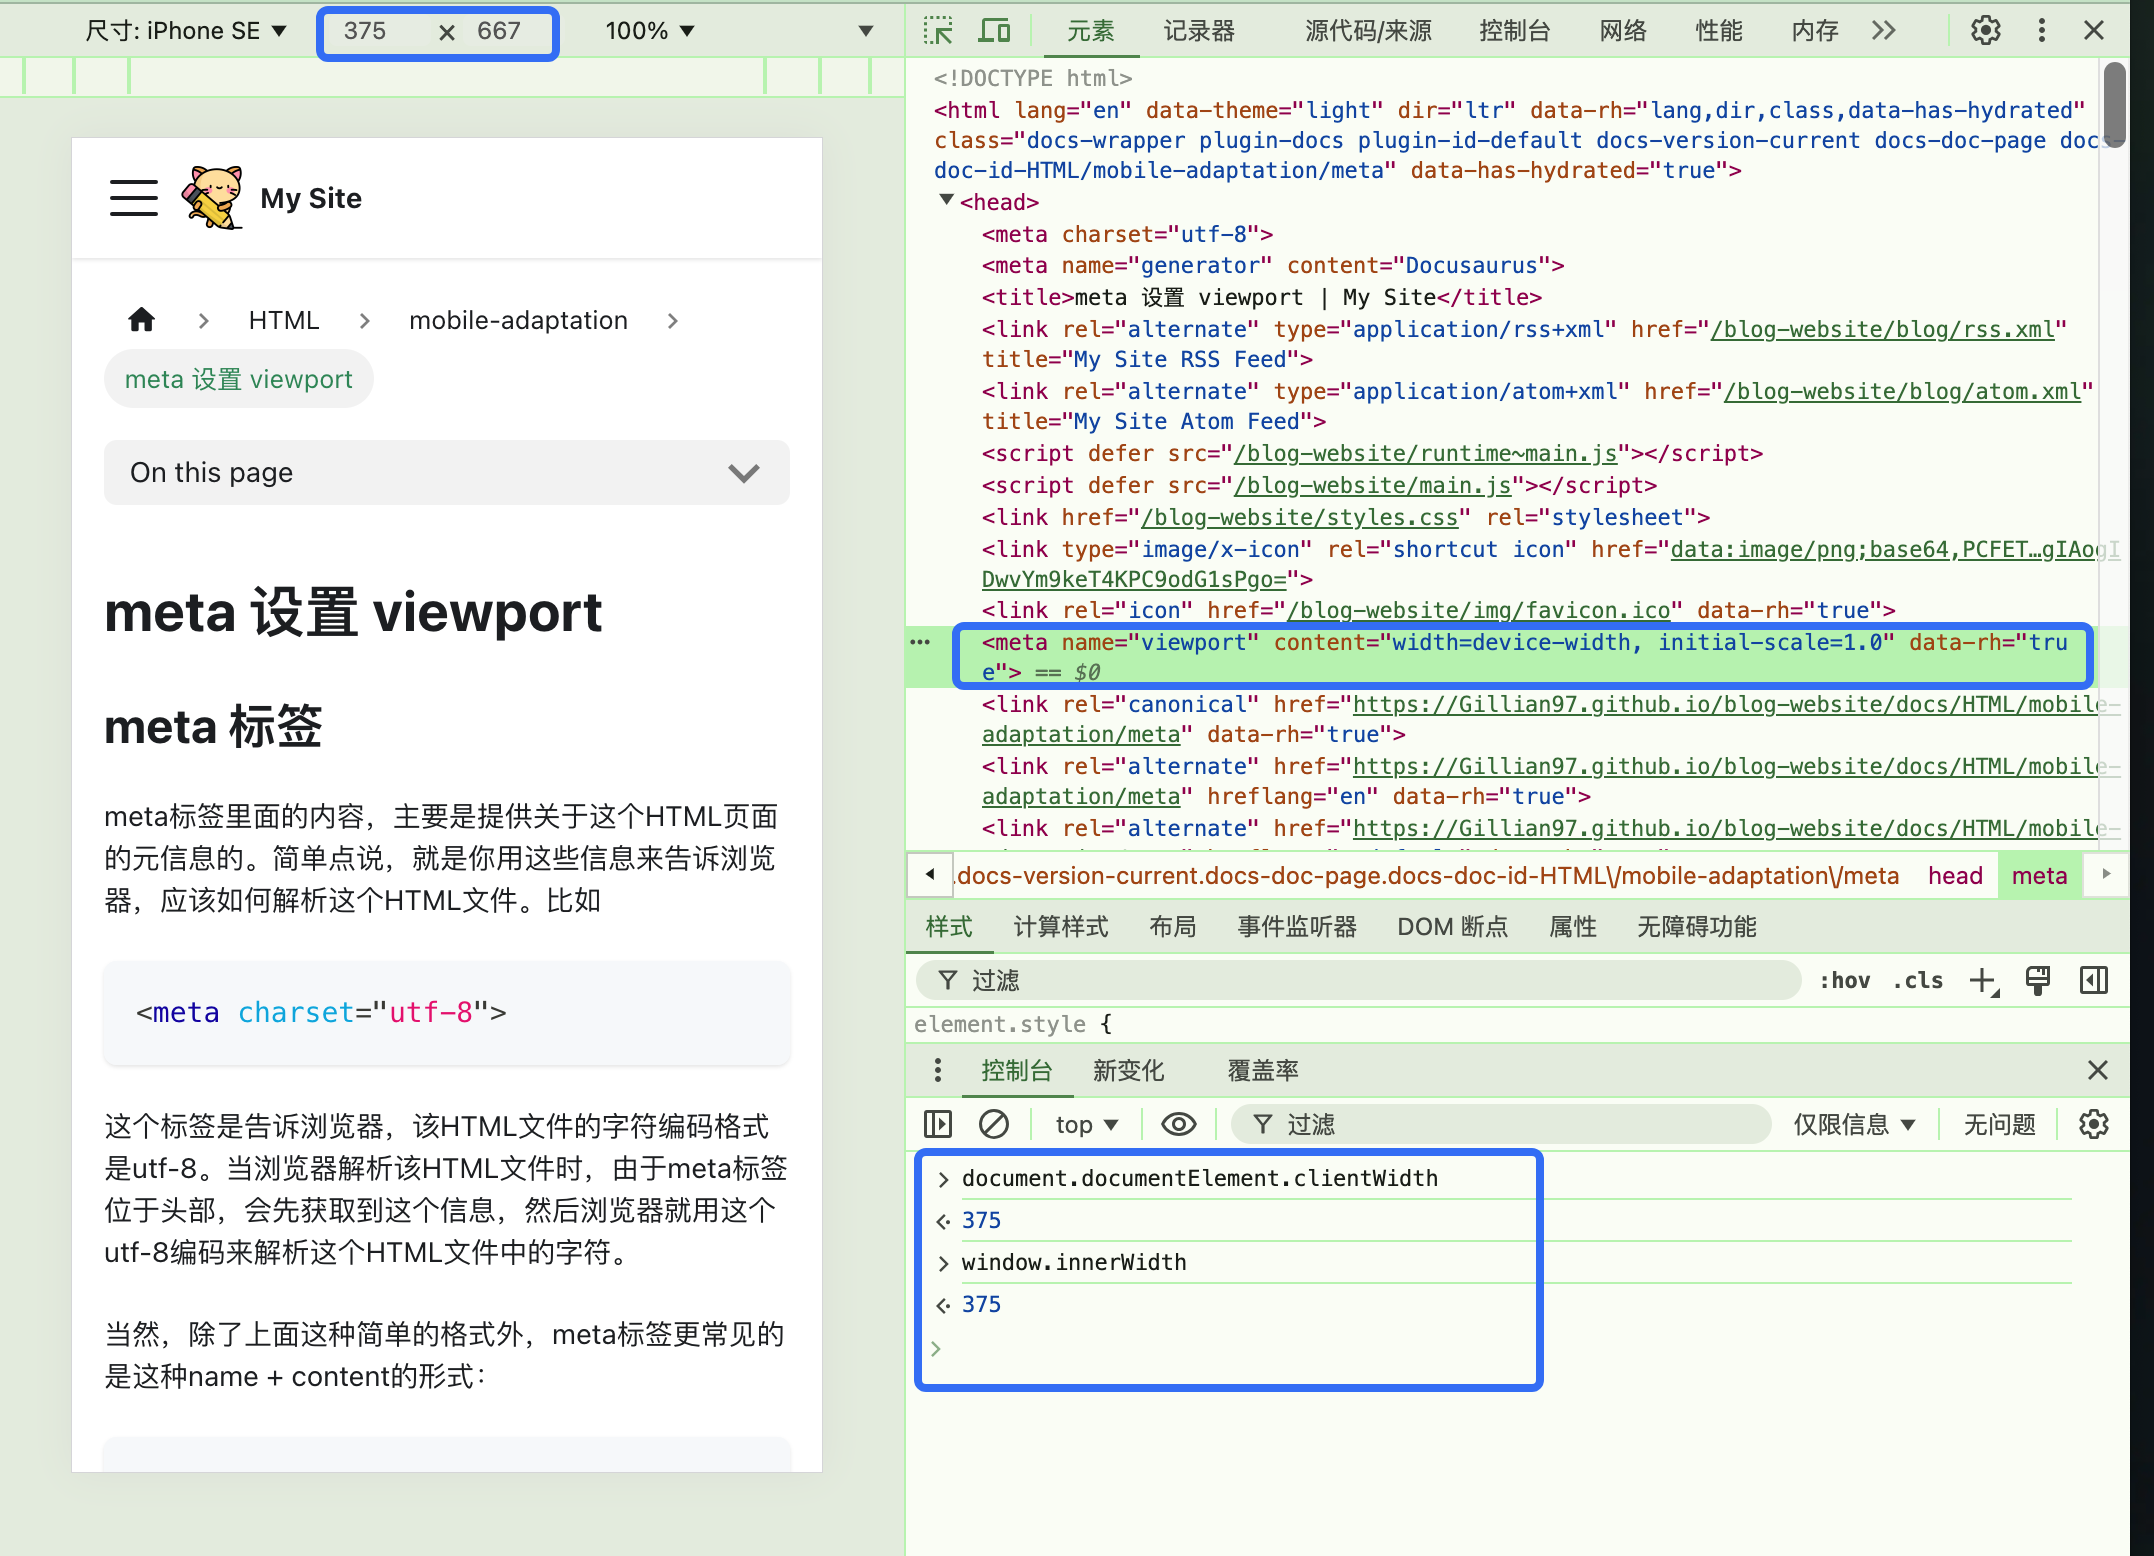 尺寸: iPhone SE ▼ 375 × 667 100% ▼
My Site
HTML > mobile-adaptation >
meta 设置 viewport
On this page
meta 设置 viewport
meta 标签
meta标签里面的内容，主要是提供关于这个HTML页面
的元信息的。简单点说，就是你用这些信息来告诉浏览
器，应该如何解析这个HTML文件。比如
<meta charset="utf-8">
这个标签是告诉浏览器，该HTML文件的字符编码格式
是utf-8。当浏览器解析该HTML文件时，由于meta标签
位于头部，会先获取到这个信息，然后浏览器就用这个
utf-8编码来解析这个HTML文件中的字符。
当然，除了上面这种简单的格式外，meta标签更常见的
是这种name + content的形式：
元素 记录器 源代码/来源 控制台 网络 性能 内存
<!DOCTYPE html>
<html lang="en" data-theme="light" dir="ltr" data-rh="lang,dir,class,data-has-hydrated"
class="docs-wrapper plugin-docs plugin-id-default docs-version-current docs-doc-page docs-
doc-id-HTML/mobile-adaptation/meta" data-has-hydrated="true">
<head>
<meta charset="utf-8">
<meta name="generator" content="Docusaurus">
<title>meta 设置 viewport | My Site</title>
<link rel="alternate" type="application/rss+xml" href="/blog-website/blog/rss.xml"
title="My Site RSS Feed">
<link rel="alternate" type="application/atom+xml" href="/blog-website/blog/atom.xml"
title="My Site Atom Feed">
<script defer src="/blog-website/runtime~main.js"></script>
<script defer src="/blog-website/main.js"></script>
<link href="/blog-website/styles.css" rel="stylesheet">
<link type="image/x-icon" rel="shortcut icon" href="data:image/png;base64,PCFET…gIAogI
DwvYm9keT4KPC9odG1sPgo=">
<link rel="icon" href="/blog-website/img/favicon.ico" data-rh="true">
<meta name="viewport" content="width=device-width, initial-scale=1.0" data-rh="tru
e"> == $0
<link rel="canonical" href="https://Gillian97.github.io/blog-website/docs/HTML/mobile-
adaptation/meta" data-rh="true">
<link rel="alternate" href="https://Gillian97.github.io/blog-website/docs/HTML/mobile-
adaptation/meta" hreflang="en" data-rh="true">
<link rel="alternate" href="https://Gillian97.github.io/blog-website/docs/HTML/mobile-
.docs-version-current.docs-doc-page.docs-doc-id-HTML\/mobile-adaptation\/meta head meta
样式 计算样式 布局 事件监听器 DOM 断点 属性 无障碍功能
过滤 :hov .cls
element.style {
控制台 新变化 覆盖率
top ▼ 过滤 仅限信息 ▼ 无问题
> document.documentElement.clientWidth
375
> window.innerWidth
375
>